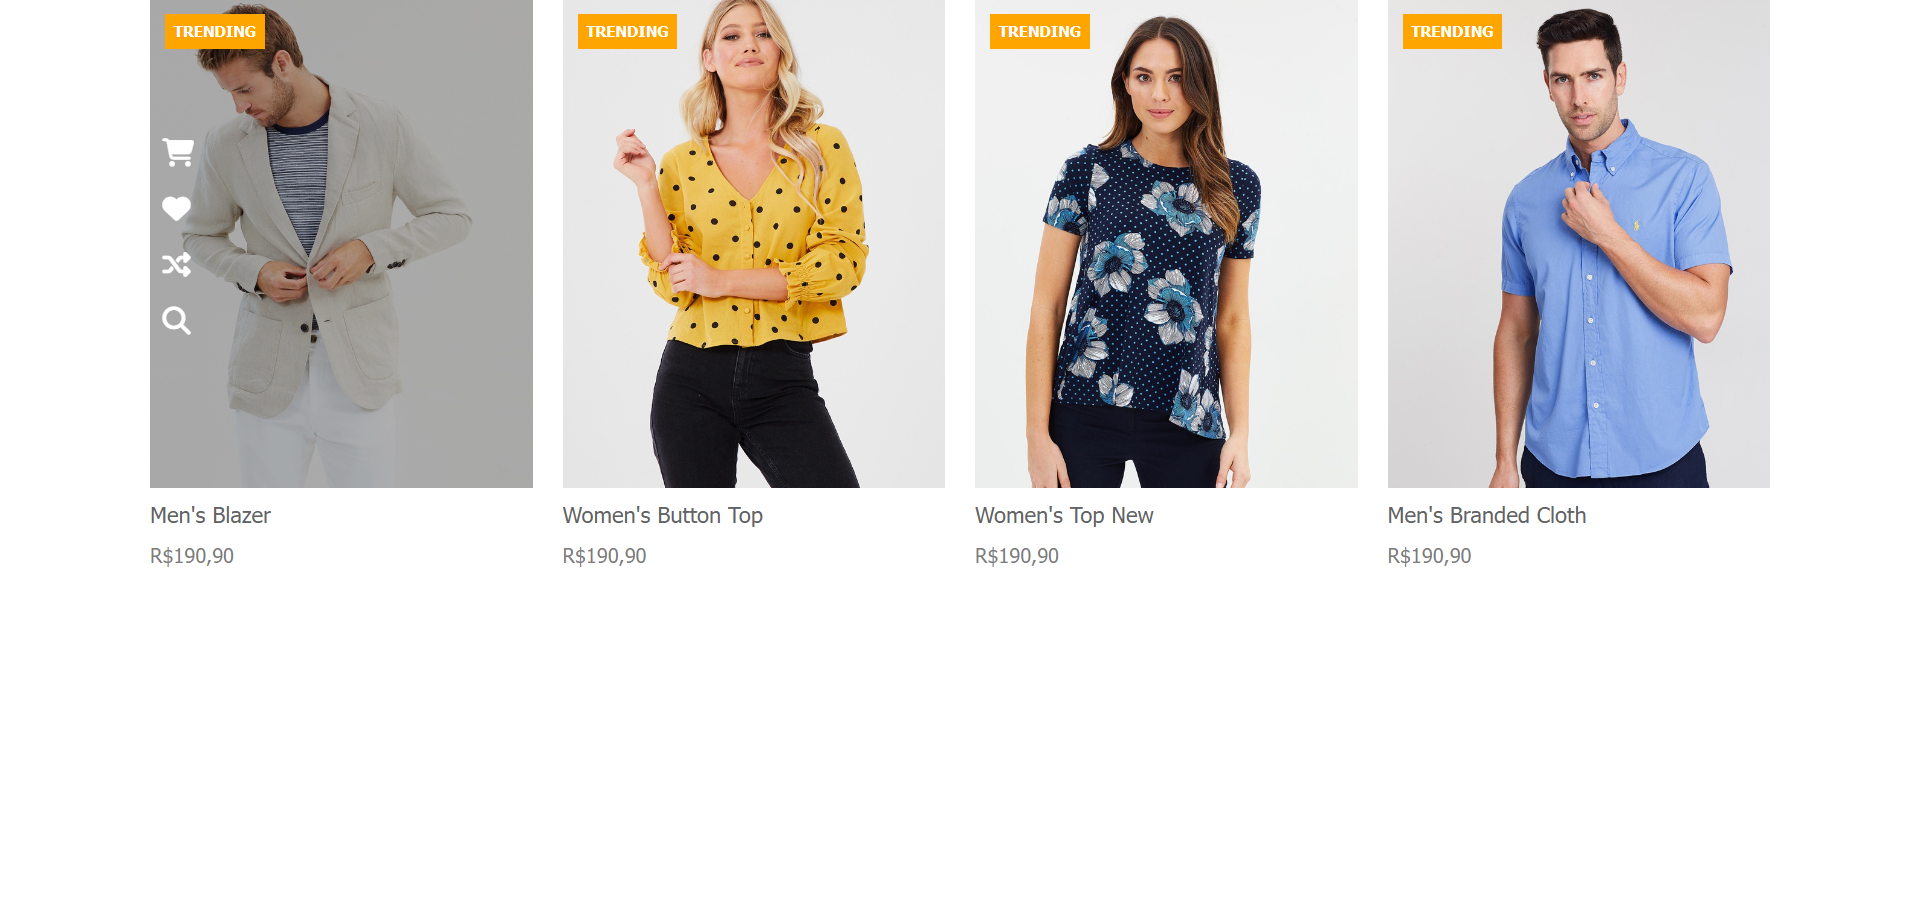 TRENDING
TRENDING
TRENDING
TRENDING
Men's Blazer
Women's Button Top
Women's Top New
Men's Branded Cloth
R$190,90
R$190,90
R$190,90
R$190,90